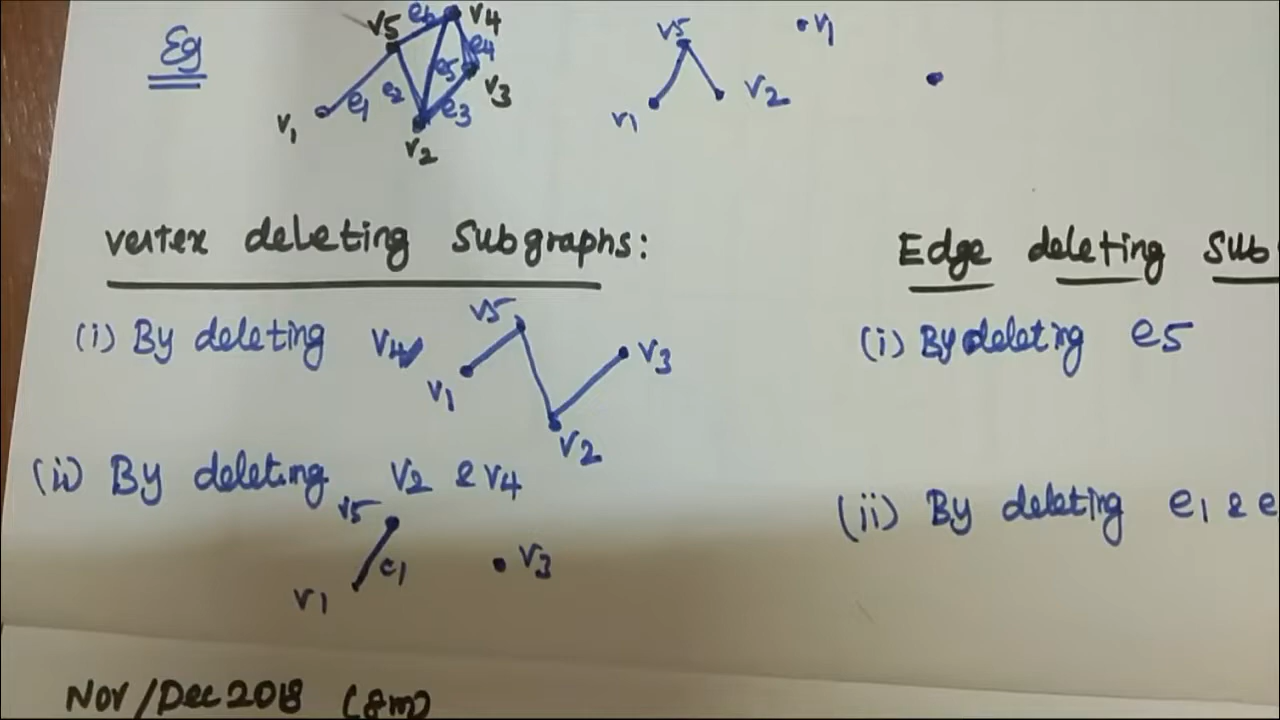 Eg
v5 e6 v4
e4
e5
v3
v1 e1 e2 e3
v2
v5
v1 v2
v1
vertex deleting subgraphs:
(i) By deleting v4
v5
v1 v3
v2
(ii) By deleting v2 & v4
v5
e1
v1
v3
Edge deleting Sub
(i) By deleting e5
(ii) By deleting e1 & e
Nov/Dec 2018 (8m)